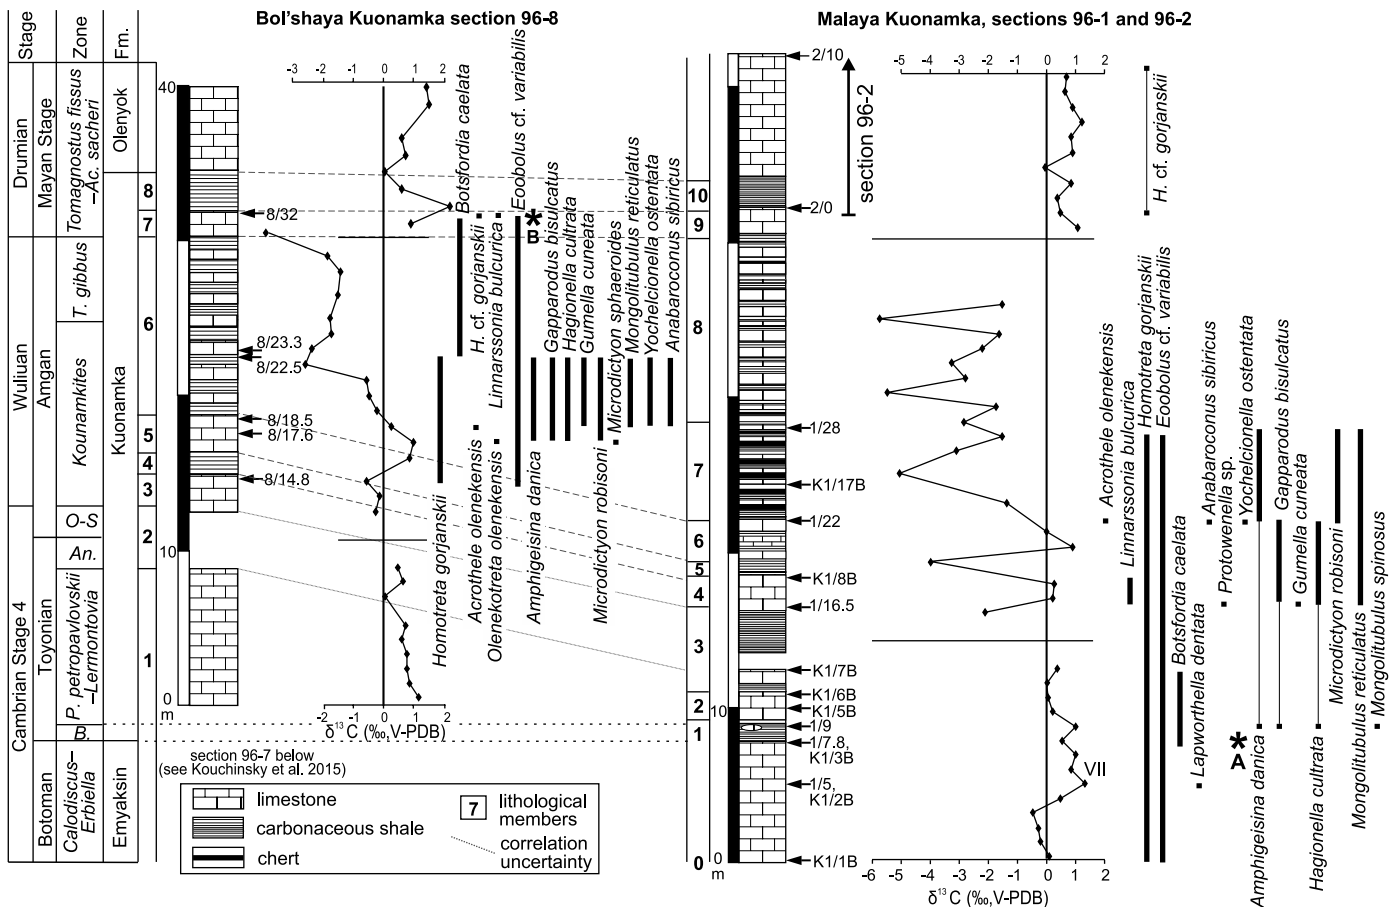 Bol'shaya Kuonamka section 96-8
Malaya Kuonamka, sections 96-1 and 96-2
Stage
Zone
Fm.
Drumian
Mayan Stage
Tomagnostus fissus
–Ac. sacheri
Olenyok
Wuliuan
Amgan
T. gibbus
Kounamkites
Kuonamka
O-S
An.
Cambrian Stage 4
Toyonian
P. petropavlovskii
–Lermontovia
B.
Botoman
Calodiscus–
Erbiella
Emyaksin
8
7
6
5
4
3
2
1
40
10
0
m
8/32
8/23.3
8/22.5
8/18.5
8/17.6
8/14.8
-3 -1 0 1 2
-2 -1 0 1 2
δ13 C (‰,V-PDB)
Botsfordia caelata
H. cf. gorjanskii
Linnarssonia bulcurica
Eoobolus cf. variabilis
* B
Gapparodus bisulcatus
Hagionella cultrata
Gumella cuneata
Microdictyon sphaeroides
Mongolitubulus reticulatus
Yochelcionella ostentata
Anabaroconus sibiricus
Homotreta gorjanskii
Acrothele olenekensis
Olenekotreta olenekensis
Amphigeisina danica
Microdictyon robisoni
section 96-7 below
(see Kouchinsky et al. 2015)
limestone
carbonaceous shale
chert
7 lithological
members
correlation
uncertainty
10
9
8
7
6
5
4
3
2
1
0
10
0
m
2/10
section 96-2
2/0
1/28
K1/17B
1/22
K1/8B
1/16.5
K1/7B
K1/6B
K1/5B
1/9
1/7.8,
K1/3B
1/5,
K1/2B
K1/1B
-5 -4 -3 -2 -1 0 1 2
VII
-6 -5 -4 -3 -2 -1 0 1 2
δ13 C (‰,V-PDB)
H. cf. gorjanskii
Acrothele olenekensis
Linnarssonia bulcurica
Homotreta gorjanskii
Eoobolus cf. variabilis
Botsfordia caelata
Lapworthella dentata
Anabaroconus sibiricus
Protowenella sp.
Yochelcionella ostentata
* A
Amphigeisina danica
Gapparodus bisulcatus
Gumella cuneata
Hagionella cultrata
Microdictyon robisoni
Mongolitubulus reticulatus
Mongolitubulus spinosus